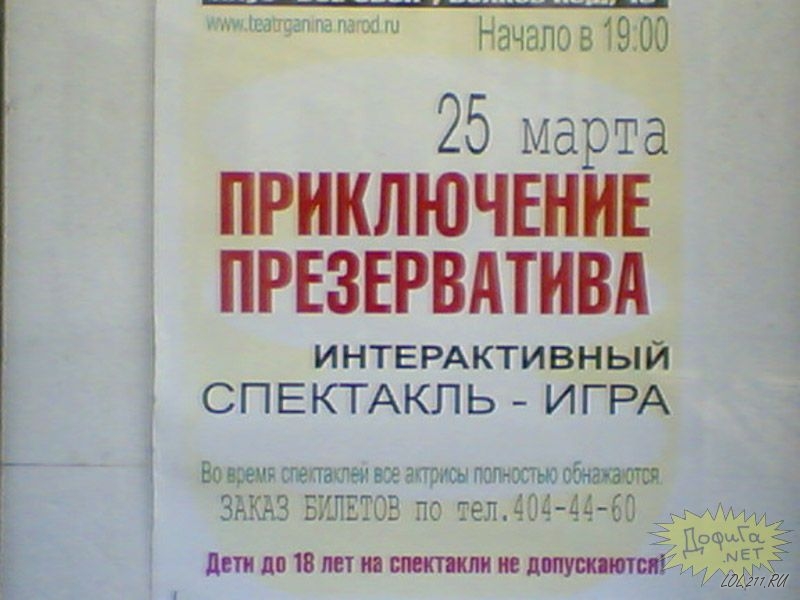 www.teatrganina.narod.ru
Начало в 19:00
25 марта
ПРИКЛЮЧЕНИЕ
ПРЕЗЕРВАТИВА
ИНТЕРАКТИВНЫЙ
СПЕКТАКЛЬ - ИГРА
Во время спектаклей все актрисы полностью обнажаются.
ЗАКАЗ БИЛЕТОВ по тел.404-44-60
Дети до 18 лет на спектакли не допускаются!
Дофига
.NET
LOL211.RU